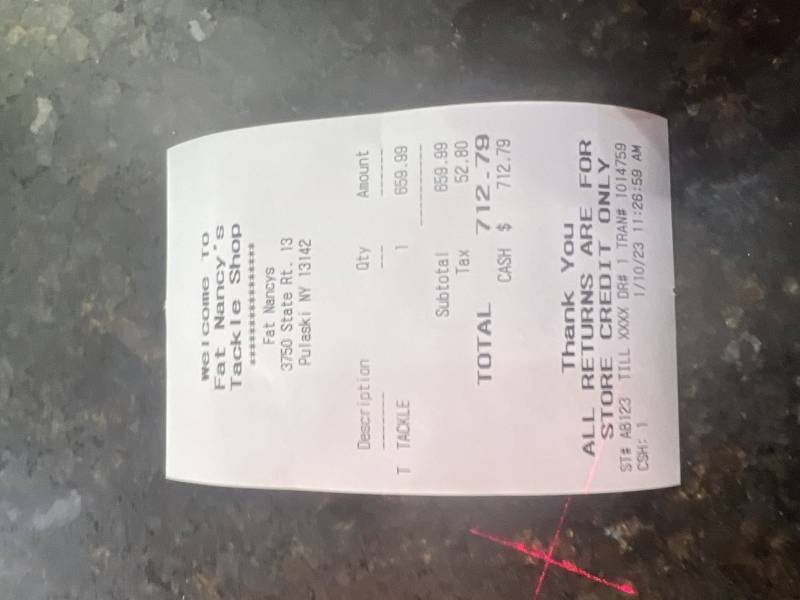 Welcome To
Fat Nancy's
Tackle Shop
******************
Fat Nancys
3750 State Rt. 13
Pulaski NY 13142
Description Qty Amount
T TACKLE 1 659.99
Subtotal 659.99
Tax 52.80
TOTAL 712.79
CASH $ 712.79
Thank You
ALL RETURNS ARE FOR
STORE CREDIT ONLY
ST# AB123 TILL XXXX DR# 1 TRAN# 1014759
CSH: 1 1/10/23 11:26:59 AM